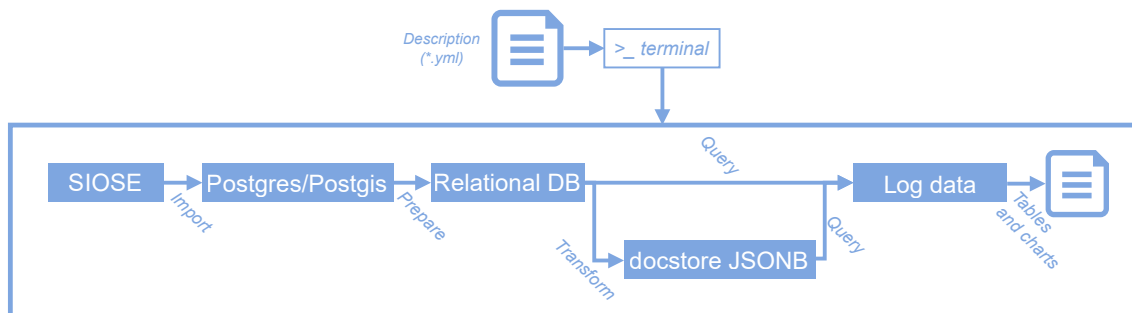 Description
(*.yml)
>_ terminal
Query
SIOSE
Postgres/Postgis
Relational DB
Log data
Import
Prepare
Transform
docstore JSONB
Query
Tables
and charts